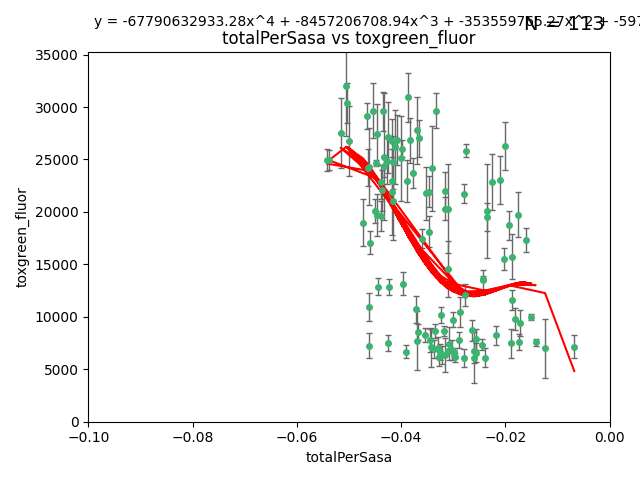 y = -67790632933.28x^4 + -8457206708.94x^3 + -353559
N = 113
totalPerSasa vs toxgreen_fluor
35000
30000
25000
20000
15000
10000
5000
0
toxgreen_fluor
−0.10 −0.08 −0.06 −0.04 −0.02 0.00
totalPerSasa